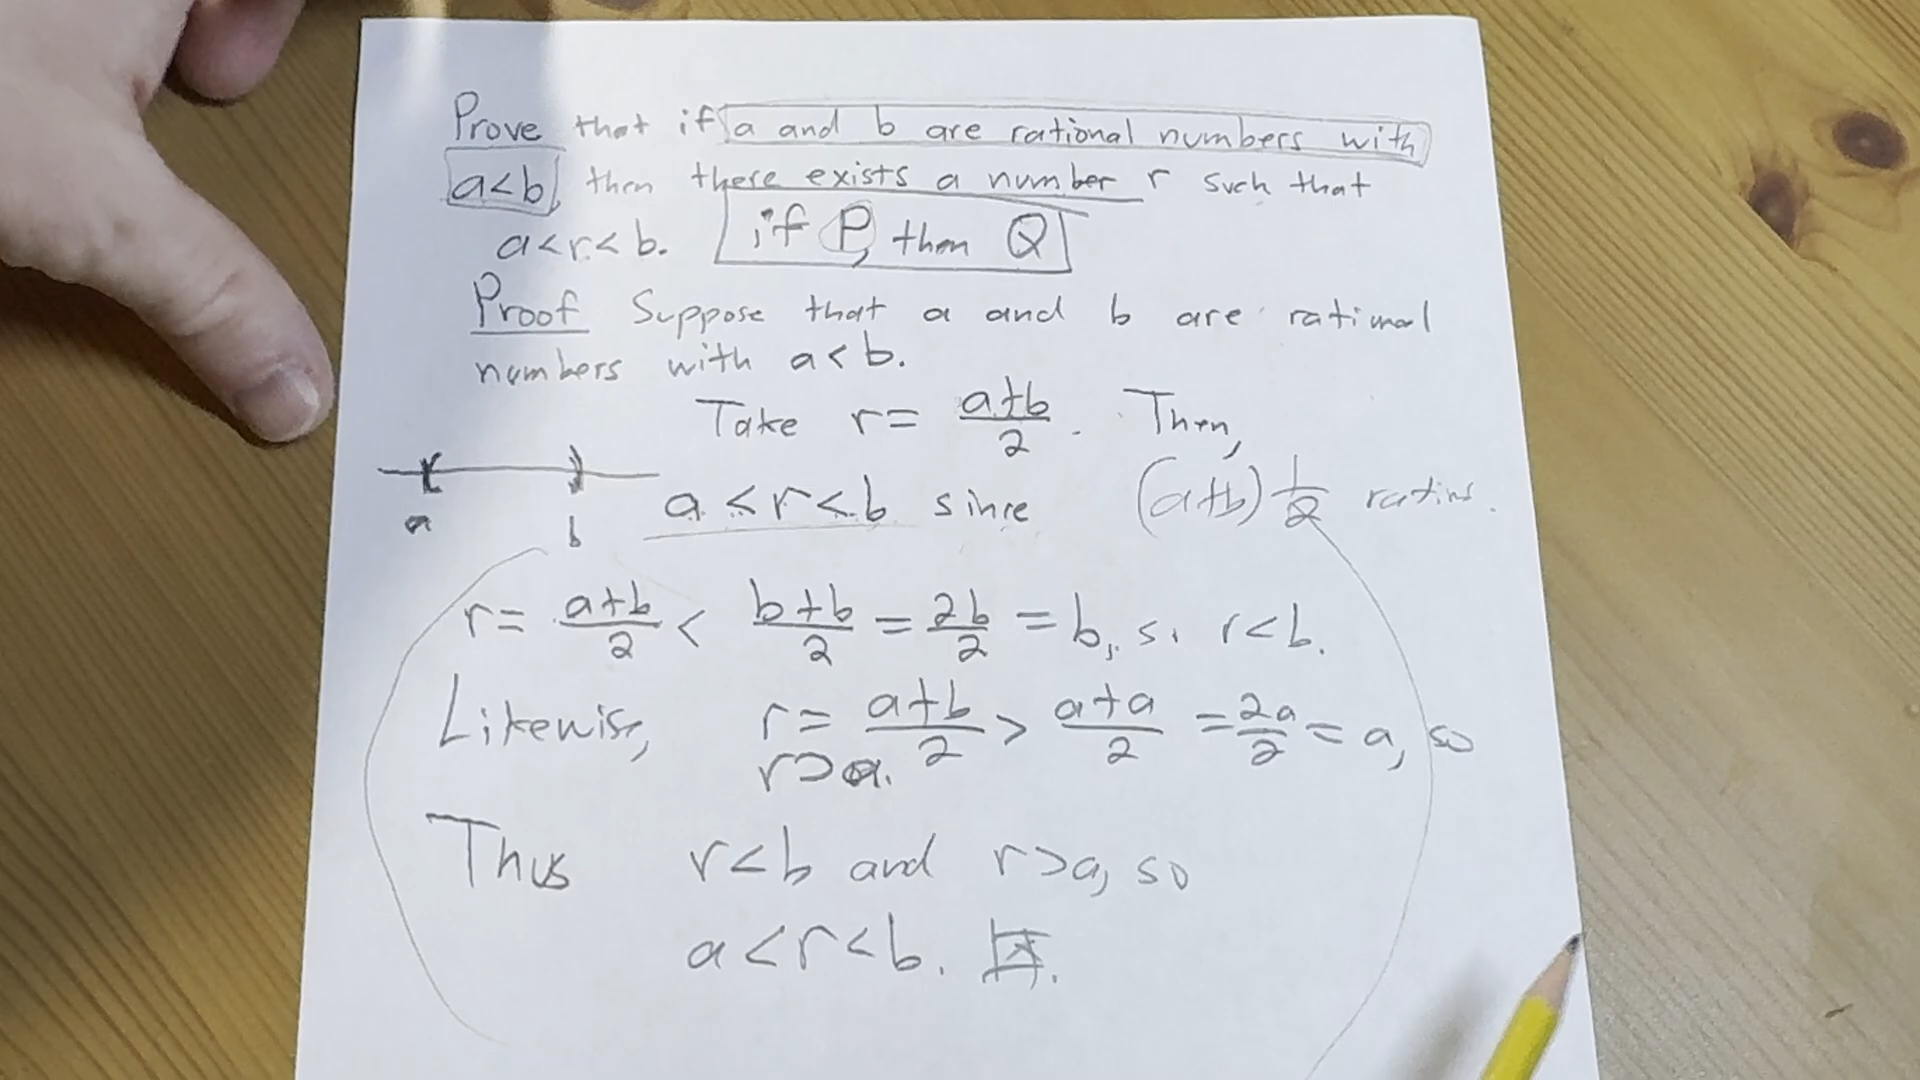 Prove that if a and b are rational numbers with
a<b, then there exists a number r such that
a<r<b. if P, then Q
Proof Suppose that a and b are rational
numbers with a<b.
Take r = a+b/2. Then,
a<r<b since (a+b) 1/2
a b
r = a+b/2 < b+b/2 = 2b/2 = b, so r<b.
Likewise, r = a+b/2 > a+a/2 = 2a/2 = a, so
r>a.
Thus r<b and r>a, so
a<r<b.